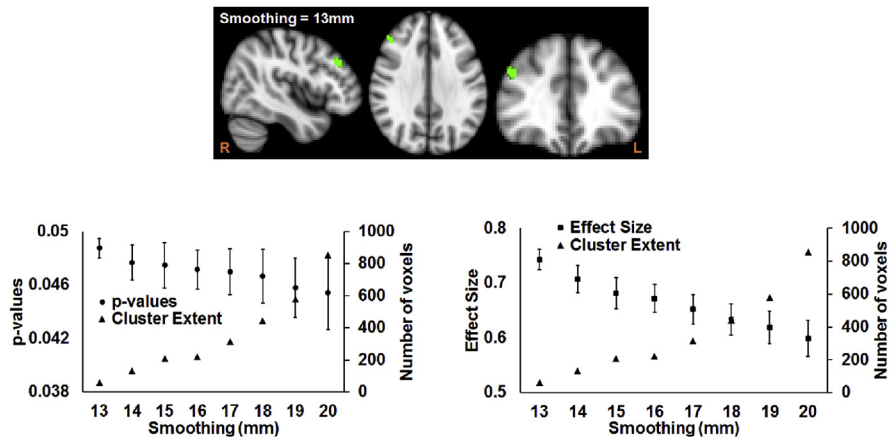 Smoothing = 13mm
R
L
0.05
0.046
0.042
0.038
p-values
p-values
Cluster Extent
1000
800
600
400
200
0
Number of voxels
13 14 15 16 17 18 19 20
Smoothing (mm)
0.8
0.7
0.6
0.5
Effect Size
Effect Size
Cluster Extent
1000
800
600
400
200
0
Number of voxels
13 14 15 16 17 18 19 20
Smoothing (mm)